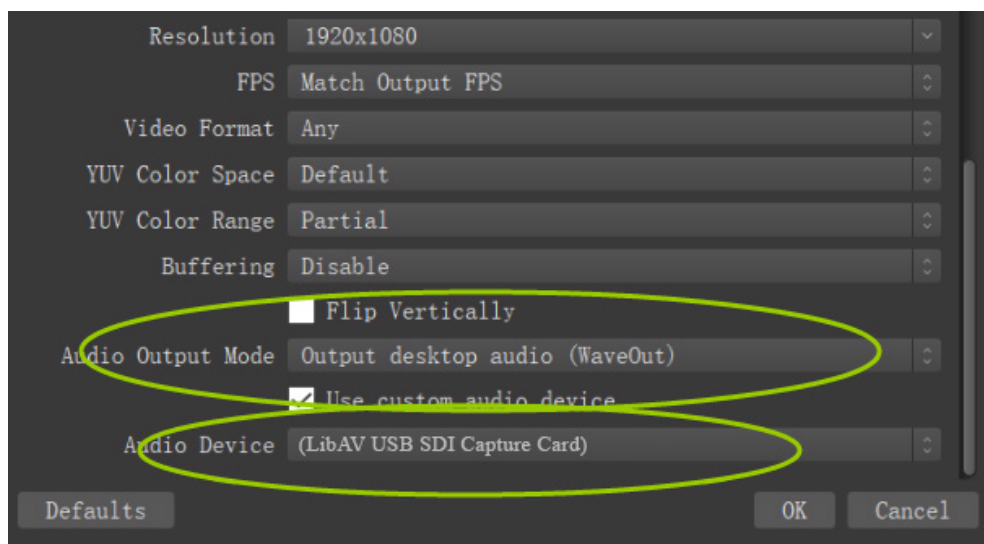 Resolution 1920x1080
FPS Match Output FPS
Video Format Any
YUV Color Space Default
YUV Color Range Partial
Buffering Disable
Flip Vertically
Audio Output Mode Output desktop audio (WaveOut)
Use custom audio device
Audio Device (LibAV USB SDI Capture Card)
Defaults OK Cancel